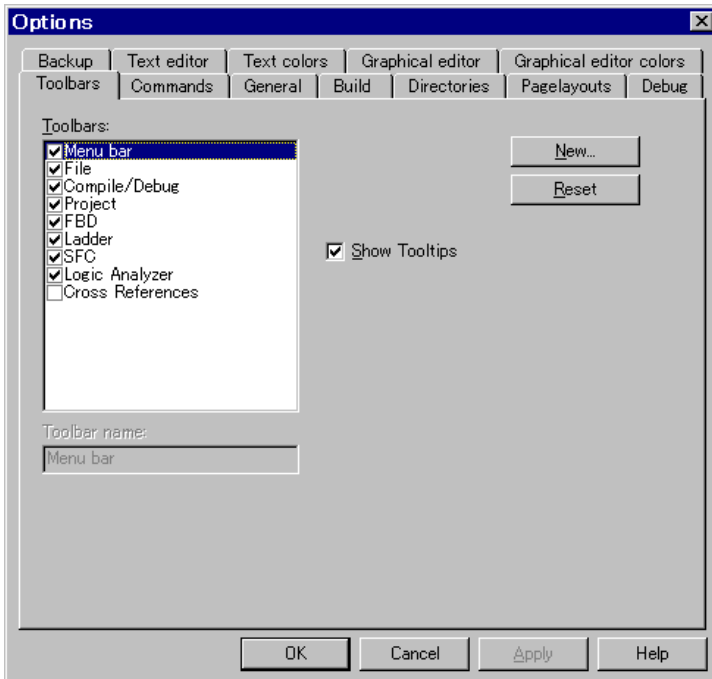 Options
Backup Text editor Text colors Graphical editor Graphical editor colors
Toolbars Commands General Build Directories Pagelayouts Debug
Toolbars:
Menu bar
File
Compile/Debug
Project
FBD
Ladder
SFC
Logic Analyzer
Cross References
New...
Reset
Show Tooltips
Toolbar name:
Menu bar
OK Cancel Apply Help